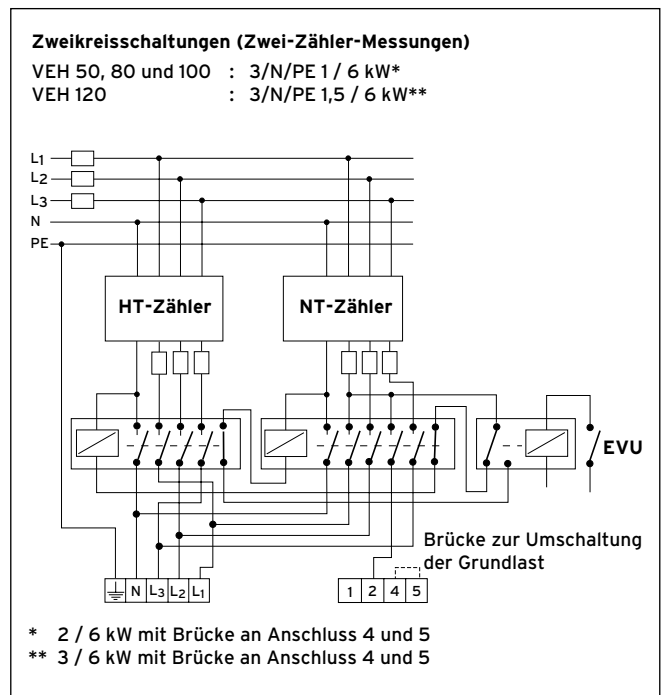 Zweikreisschaltungen (Zwei-Zähler-Messungen)
VEH 50, 80 und 100 : 3/N/PE 1 / 6 kW*
VEH 120 : 3/N/PE 1,5 / 6 kW**
L1
L2
L3
N
PE
HT-Zähler NT-Zähler
EVU
Brücke zur Umschaltung
der Grundlast
N L3 L2 L1 1 2 4 5
* 2 / 6 kW mit Brücke an Anschluss 4 und 5
** 3 / 6 kW mit Brücke an Anschluss 4 und 5